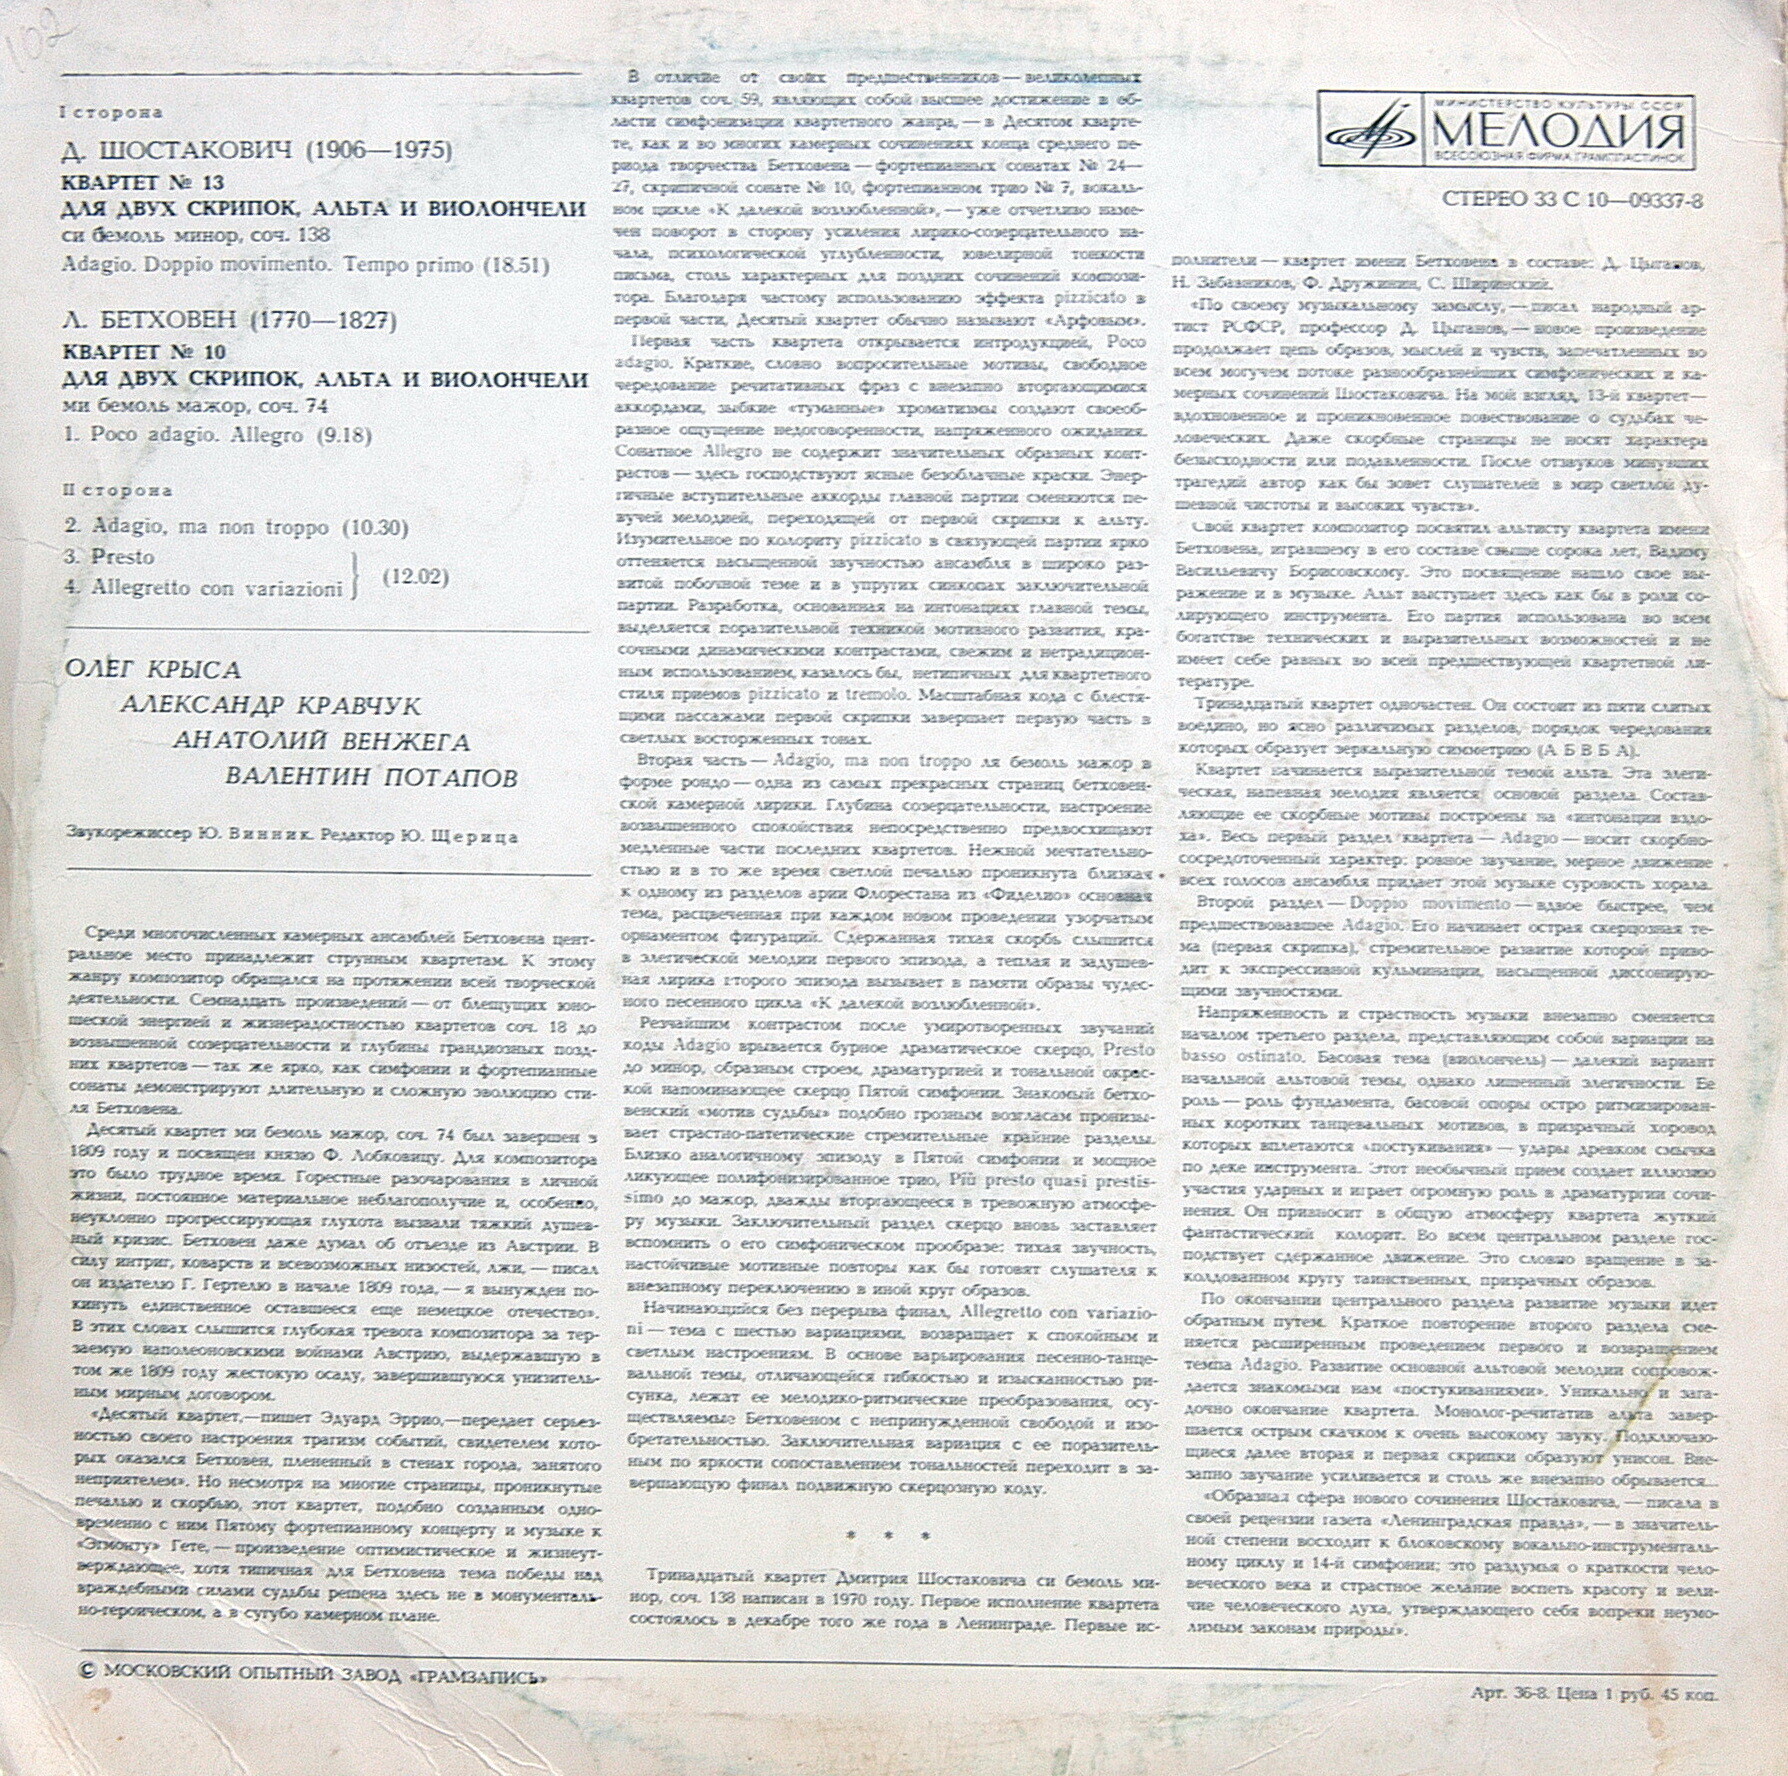 102
I сторона
Д. ШОСТАКОВИЧ (1906—1975)
КВАРТЕТ № 13
ДЛЯ ДВУХ СКРИПОК, АЛЬТА И ВИОЛОНЧЕЛИ
си бемоль минор, соч. 138
Adagio. Doppio movimento. Tempo primo (18.51)
Л. БЕТХОВЕН (1770—1827)
КВАРТЕТ № 10
ДЛЯ ДВУХ СКРИПОК, АЛЬТА И ВИОЛОНЧЕЛИ
ми бемоль мажор, соч. 74
1. Poco adagio. Allegro (9.18)
II сторона
2. Adagio, ma non troppo (10.30)
3. Presto
4. Allegretto con variazioni
(12.02)
ОЛЕГ КРЫСА
АЛЕКСАНДР КРАВЧУК
АНАТОЛИЙ ВЕНЖЕГА
ВАЛЕНТИН ПОТАПОВ
Звукорежиссер Ю. Винник. Редактор Ю. Щерица
Среди многочисленных камерных ансамблей Бетховена цент-
ральное место принадлежит струнным квартетам. К этому
жанру композитор обращался на протяжении всей творческой
деятельности. Семнадцать произведений — от блещущих юно-
шеской энергией и жизнерадостностью квартетов соч. 18 до
возвышенной созерцательности и глубины грандиозных позд-
них квартетов — так же ярко, как симфонии и фортепианные
сонаты демонстрируют длительную и сложную эволюцию сти-
ля Бетховена.
Десятый квартет ми бемоль мажор, соч. 74 был завершен з
1809 году и посвящен князю Ф. Лобковицу. Для композитора
это было трудное время. Горестные разочарования в личной
жизни, постоянное материальное неблагополучие и, особенно,
неуклонно прогрессирующая глухота вызвали тяжкий душев-
ный кризис. Бетховен даже думал об отъезде из Австрии. В
силу интриг, коварств и всевозможных низостей, лжи, — писал
он издателю Г. Гертелю в начале 1809 года, — я вынужден по-
кинуть единственное оставшееся еще немецкое отечество».
В этих словах слышится глубокая тревога композитора за тер-
заемую наполеоновскими войнами Австрию, выдержавшую в
том же 1809 году жестокую осаду, завершившуюся унизитель-
ным мирным договором.
«Десятый квартет,—пишет Эдуард Эррио,—передает серьез-
ностью своего настроения трагизм событий, свидетелем кото-
рых оказался Бетховен, плененный в стенах города, занятого
неприятелем». Но несмотря на многие страницы, проникнутые
печалью и скорбью, этот квартет, подобно созданным одно-
временно с ним Пятому фортепианному концерту и музыке к
«Эгмонту» Гете, — произведение оптимистическое и жизнеут-
верждающее, хотя типичная для Бетховена тема победы над
враждебными силами судьбы решена здесь не в монументаль-
но-героическом, а в сугубо камерном плане.
В отличие от своих предшественников — великолепных
квартетов соч. 59, являющих собой высшее достижение в об-
ласти симфонизации квартетного жанра, — в Десятом кварте-
те, как и во многих камерных сочинениях конца среднего пе-
риода творчества Бетховена — фортепианных сонатах № 24—
27, скрипичной сонате № 10, фортепианном трио № 7, вокаль-
ном цикле «К далекой возлюбленной», — уже отчетливо наме-
чен поворот в сторону усиления лирико-созерцательного на-
чала, психологической углубленности, ювелирной тонкости
письма, столь характерных для поздних сочинений компози-
тора. Благодаря частому использованию эффекта pizzicato в
первой части, Десятый квартет обычно называют «Арфовым».
Первая часть квартета открывается интродукцией, Poco
adagio. Краткие, словно вопросительные мотивы, свободное
чередование речитативных фраз с внезапно вторгающимися
аккордами, зыбкие «туманные» хроматизмы создают своеоб-
разное ощущение недоговоренности, напряженного ожидания.
Сонатное Allegro не содержит значительных образных конт-
растов — здесь господствуют ясные безоблачные краски. Энер-
гичные вступительные аккорды главной партии сменяются пе-
вучей мелодией, переходящей от первой скрипки к альту.
Изумительное по колориту pizzicato в связующей партии ярко
оттеняется насыщенной звучностью ансамбля в широко раз-
витой побочной теме и в упругих синкопах заключительной
партии. Разработка, основанная на интонациях главной темы,
выделяется поразительной техникой мотивного развития, кра-
сочными динамическими контрастами, свежим и нетрадицион-
ным использованием, казалось бы, нетипичных для квартетного
стиля приемов pizzicato и tremolo. Масштабная кода с блестя-
щими пассажами первой скрипки завершает первую часть в
светлых восторженных тонах.
Вторая часть — Adagio, ma non troppo ля бемоль мажор в
форме рондо — одна из самых прекрасных страниц бетховен-
ской камерной лирики. Глубина созерцательности, настроение
возвышенного спокойствия непосредственно предвосхищают
медленные части последних квартетов. Нежной мечтательно-
стью и в то же время светлой печалью проникнута близкая
к одному из разделов арии Флорестана из «Фиделио» основная
тема, расцвеченная при каждом новом проведении узорчатым
орнаментом фигураций. Сдержанная тихая скорбь слышится
в элегической мелодии первого эпизода, а теплая и задушев-
ная лирика второго эпизода вызывает в памяти образы чудес-
ного песенного цикла «К далекой возлюбленной».
Резчайшим контрастом после умиротворенных звучаний
коды Adagio врывается бурное драматическое скерцо, Presto
до минор, образным строем, драматургией и тональной окрас-
кой напоминающее скерцо Пятой симфонии. Знакомый бетхо-
венский «мотив судьбы» подобно грозным возгласам пронизы-
вает страстно-патетические стремительные крайние разделы.
Близко аналогичному эпизоду в Пятой симфонии и мощное
ликующее полифонизированное трио, Più presto quasi prestis-
simo до мажор, дважды вторгающееся в тревожную атмосфе-
ру музыки. Заключительный раздел скерцо вновь заставляет
вспомнить о его симфоническом прообразе: тихая звучность,
настойчивые мотивные повторы как бы готовят слушателя к
внезапному переключению в иной круг образов.
Начинающийся без перерыва финал, Allegretto con variazio-
ni — тема с шестью вариациями, возвращает к спокойным и
светлым настроениям. В основе варьирования песенно-танце-
вальной темы, отличающейся гибкостью и изысканностью ри-
сунка, лежат ее мелодико-ритмические преобразования, осу-
ществляемые Бетховеном с непринужденной свободой и изо-
бретательностью. Заключительная вариация с ее поразитель-
ным по яркости сопоставлением тональностей переходит в за-
вершающую финал подвижную скерцозную коду.
* * *
Тринадцатый квартет Дмитрия Шостаковича си бемоль ми-
нор, соч. 138 написан в 1970 году. Первое исполнение квартета
состоялось в декабре того же года в Ленинграде. Первые ис-
МИНИСТЕРСТВО КУЛЬТУРЫ СССР
МЕЛОДИЯ
ВСЕСОЮЗНАЯ ФИРМА ГРАМПЛАСТИНОК
СТЕРЕО 33 С 10—09337-8
полнители — квартет имени Бетховена в составе: Д. Цыганов,
Н. Забавников, Ф. Дружинин, С. Ширинский.
«По своему музыкальному замыслу, — писал народный ар-
тист РСФСР, профессор Д. Цыганов, — новое произведение
продолжает цепь образов, мыслей и чувств, запечатленных во
всем могучем потоке разнообразнейших симфонических и ка-
мерных сочинений Шостаковича. На мой взгляд, 13-й квартет—
вдохновенное и проникновенное повествование о судьбах че-
ловеческих. Даже скорбные страницы не носят характера
безысходности или подавленности. После отзвуков минувших
трагедий автор как бы зовет слушателей в мир светлой ду-
шевной чистоты и высоких чувств».
Свой квартет композитор посвятил альтисту квартета имени
Бетховена, игравшему в его составе свыше сорока лет, Вадиму
Васильевичу Борисовскому. Это посвящение нашло свое вы-
ражение и в музыке. Альт выступает здесь как бы в роли со-
лирующего инструмента. Его партия использована во всем
богатстве технических и выразительных возможностей и не
имеет себе равных во всей предшествующей квартетной ли-
тературе.
Тринадцатый квартет одночастен. Он состоит из пяти слитых
воедино, но ясно различимых разделов, порядок чередования
которых образует зеркальную симметрию (А Б В Б А).
Квартет начинается выразительной темой альта. Эта элеги-
ческая, напевная мелодия является основой раздела. Состав-
ляющие ее скорбные мотивы построены на «интонации вздо-
ха». Весь первый раздел квартета — Adagio — носит скорбно-
сосредоточенный характер: ровное звучание, мерное движение
всех голосов ансамбля придает этой музыке суровость хорала.
Второй раздел — Doppio movimento — вдвое быстрее, чем
предшествовавшее Adagio. Его начинает острая скерцозная те-
ма (первая скрипка), стремительное развитие которой приво-
дит к экспрессивной кульминации, насыщенной диссонирую-
щими звучностями.
Напряженность и страстность музыки внезапно сменяется
началом третьего раздела, представляющим собой вариации на
basso ostinato. Басовая тема (виолончель) — далекий вариант
начальной альтовой темы, однако лишенный элегичности. Ее
роль — роль фундамента, басовой опоры остро ритмизирован-
ных коротких танцевальных мотивов, в призрачный хоровод
которых вплетаются «постукивания» — удары древком смычка
по деке инструмента. Этот необычный прием создает иллюзию
участия ударных и играет огромную роль в драматургии сочи-
нения. Он привносит в общую атмосферу квартета жуткий
фантастический колорит. Во всем центральном разделе гос-
подствует сдержанное движение. Это словно вращение в за-
колдованном кругу таинственных, призрачных образов.
По окончании центрального раздела развитие музыки идет
обратным путем. Краткое повторение второго раздела сме-
няется расширенным проведением первого и возвращением
темпа Adagio. Развитие основной альтовой мелодии сопровож-
дается знакомыми нам «постукиваниями». Уникально и зага-
дочно окончание квартета. Монолог-речитатив альта завер-
шается острым скачком к очень высокому звуку. Подключаю-
щиеся далее вторая и первая скрипки образуют унисон. Вне-
запно звучание усиливается и столь же внезапно обрывается...
«Образная сфера нового сочинения Шостаковича, — писала в
своей рецензии газета «Ленинградская правда», — в значитель-
ной степени восходит к блоковскому вокально-инструменталь-
ному циклу и 14-й симфонии; это раздумья о краткости чело-
веческого века и страстное желание воспеть красоту и вели-
чие человеческого духа, утверждающего себя вопреки неумо-
лимым законам природы».
© МОСКОВСКИЙ ОПЫТНЫЙ ЗАВОД «ГРАМЗАПИСЬ»
Арт. 36-8. Цена 1 руб. 45 коп.